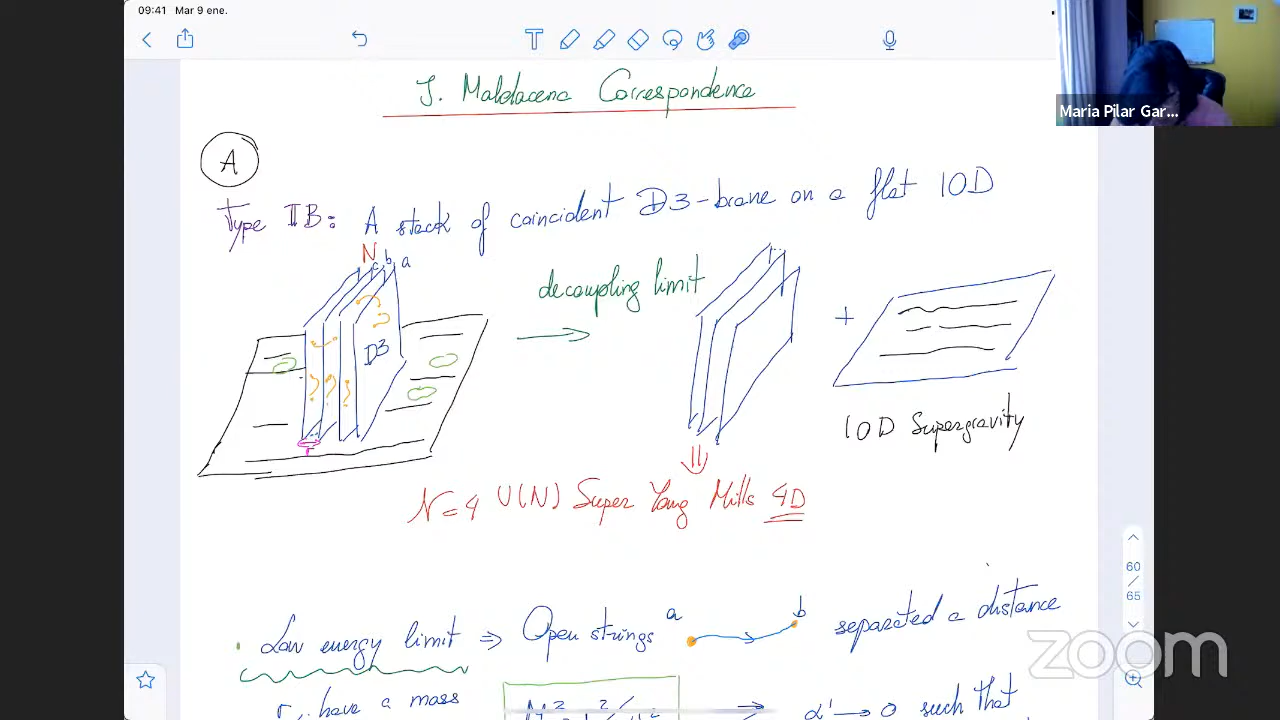 09:41 Mar 9 ene.
J. Maldacena Correspondence
Maria Pilar Gar...
A
Type IIB: A stack of coincident D3-brane on a flat 10D
N
c b a
decoupling limit
D3
+
10D Supergravity
N=4 U(N) Super Yang Mills 4D
60
/
65
• Low energy limit ⇒ Open strings a b separated a distance
r, have a mass
α' → 0 such that
zoom